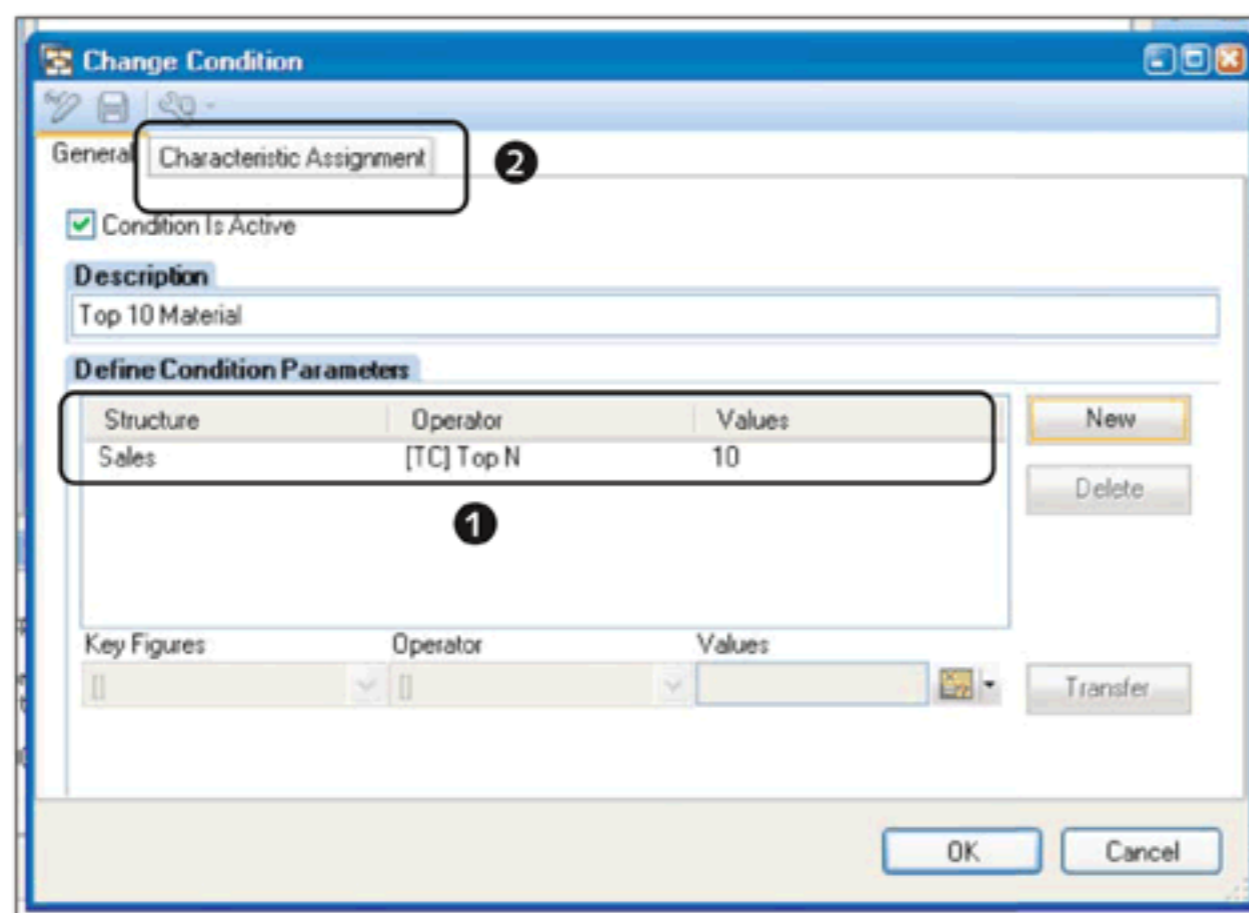 Change Condition
General Characteristic Assignment 2
Condition Is Active
Description
Top 10 Material
Define Condition Parameters
Structure Operator Values New
Sales [TC] Top N 10
Delete
1
Key Figures Operator Values
[] [] Transfer
OK Cancel